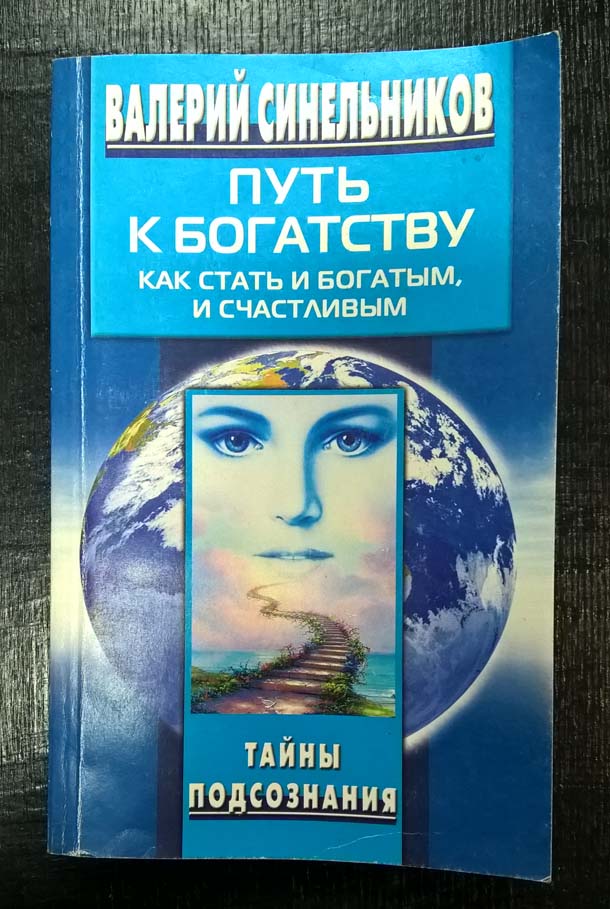 ВАЛЕРИЙ СИНЕЛЬНИКОВ
ПУТЬ
К БОГАТСТВУ
КАК СТАТЬ И БОГАТЫМ,
И СЧАСТЛИВЫМ
ТАЙНЫ
ПОДСОЗНАНИЯ